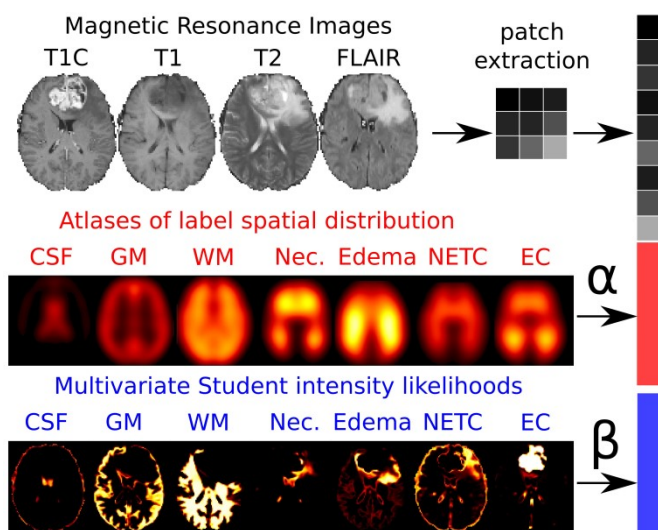 Magnetic Resonance Images
T1C T1 T2 FLAIR
patch
extraction
Atlases of label spatial distribution
CSF GM WM Nec. Edema NETC EC
α
Multivariate Student intensity likelihoods
CSF GM WM Nec. Edema NETC EC
β